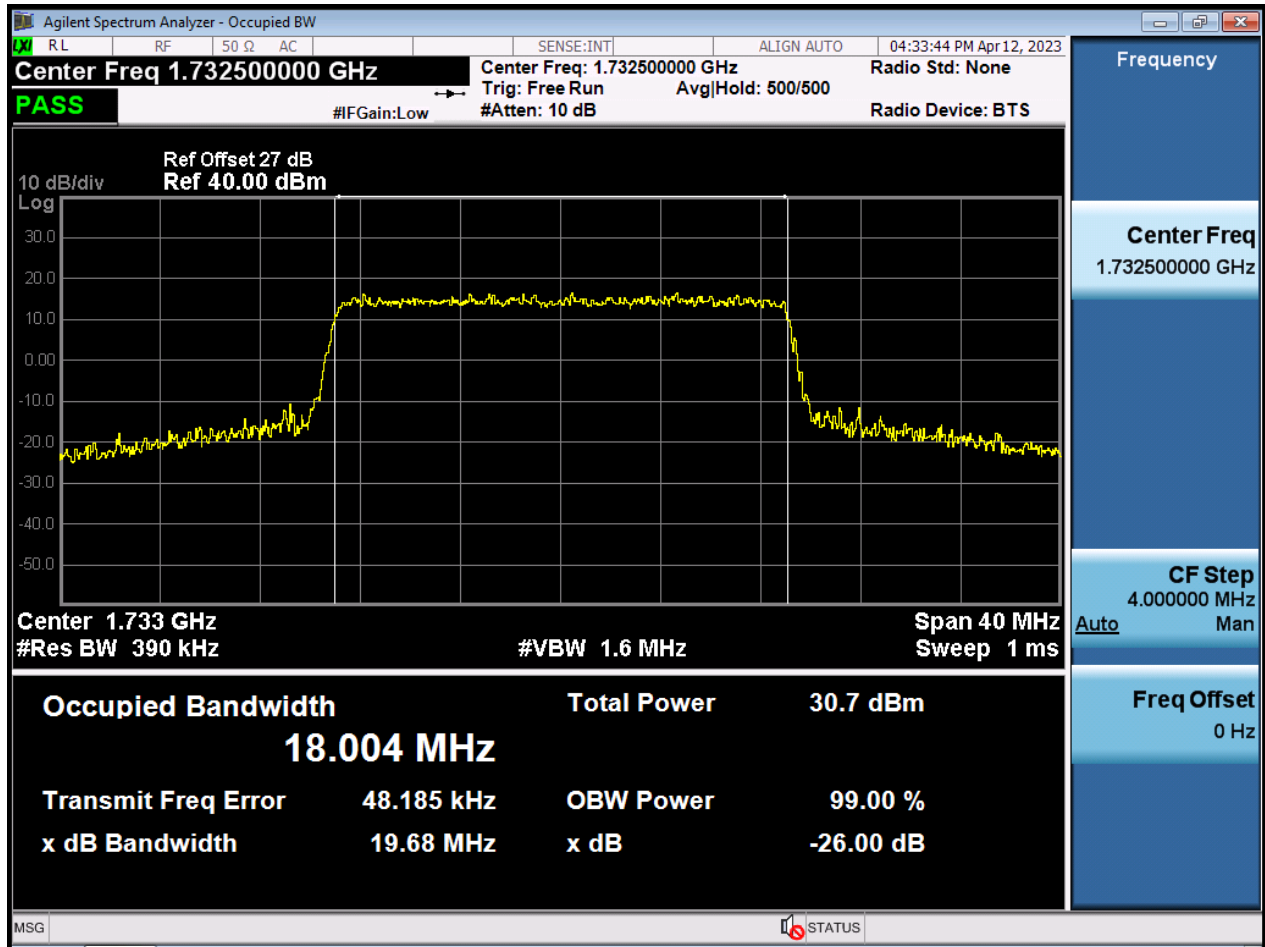 Agilent Spectrum Analyzer - Occupied BW
LXI RL RF 50 Ω AC SENSE:INT ALIGN AUTO 04:33:44 PM Apr 12, 2023
Center Freq 1.732500000 GHz
Center Freq: 1.732500000 GHz Radio Std: None
Trig: Free Run Avg|Hold: 500/500
PASS
#IFGain:Low #Atten: 10 dB Radio Device: BTS
Ref Offset 27 dB
10 dB/div Ref 40.00 dBm
Log
30.0
20.0
10.0
0.00
-10.0
-20.0
-30.0
-40.0
-50.0
Center 1.733 GHz Span 40 MHz
#Res BW 390 kHz #VBW 1.6 MHz Sweep 1 ms
Occupied Bandwidth Total Power 30.7 dBm
18.004 MHz
Transmit Freq Error 48.185 kHz OBW Power 99.00 %
x dB Bandwidth 19.68 MHz x dB -26.00 dB
MSG STATUS
Frequency
Center Freq
1.732500000 GHz
CF Step
4.000000 MHz
Auto Man
Freq Offset
0 Hz